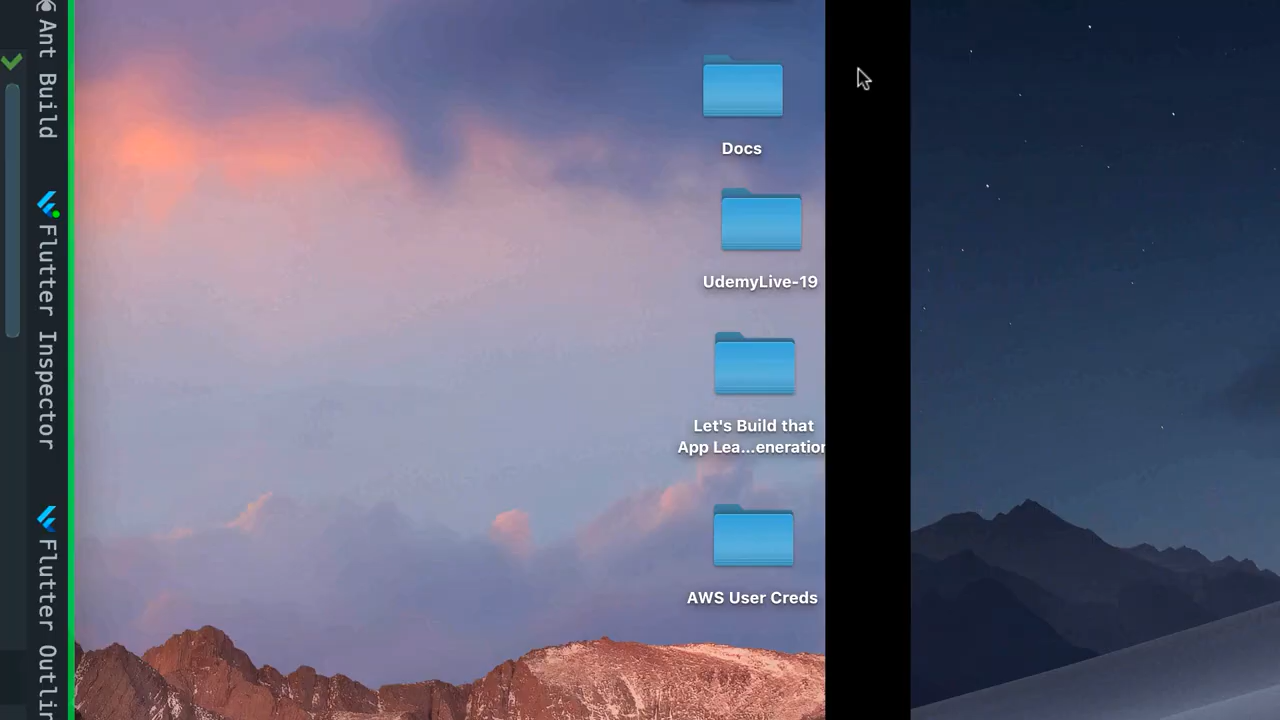 Ant Build
Flutter Inspector
Flutter Outlin
Docs
UdemyLive-19
Let's Build that
App Lea...eneration
AWS User Creds